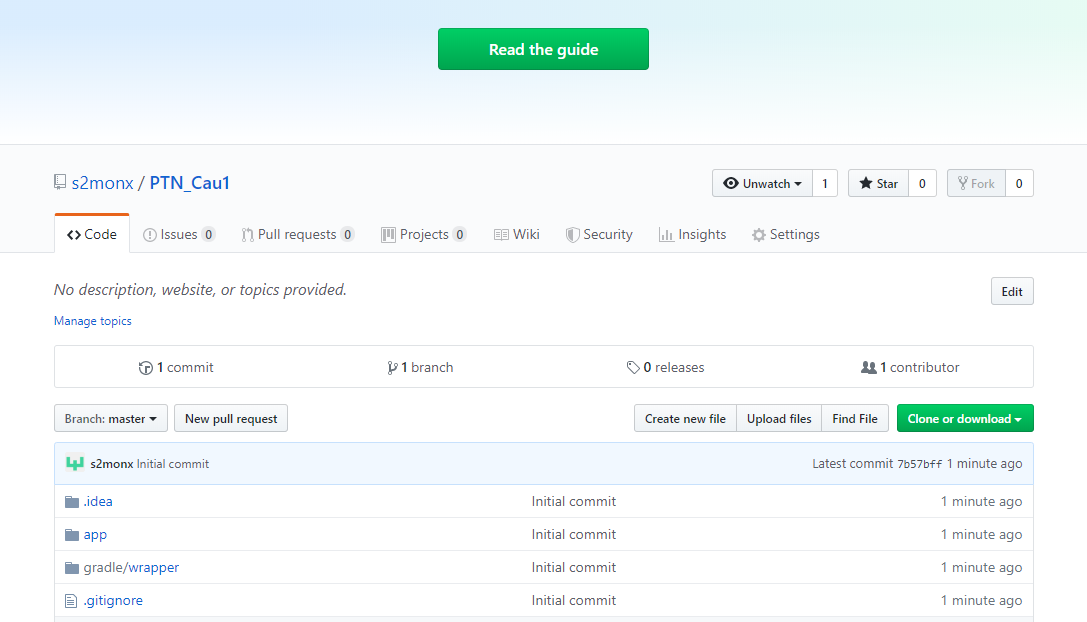 Read the guide
s2monx / PTN_Cau1
Unwatch 1 Star 0 Fork 0
Code Issues 0 Pull requests 0 Projects 0 Wiki Security Insights Settings
No description, website, or topics provided.
Edit
Manage topics
1 commit 1 branch 0 releases 1 contributor
Branch: master New pull request Create new file Upload files Find File Clone or download
s2monx Initial commit Latest commit 7b57bff 1 minute ago
.idea Initial commit 1 minute ago
app Initial commit 1 minute ago
gradle/wrapper Initial commit 1 minute ago
.gitignore Initial commit 1 minute ago